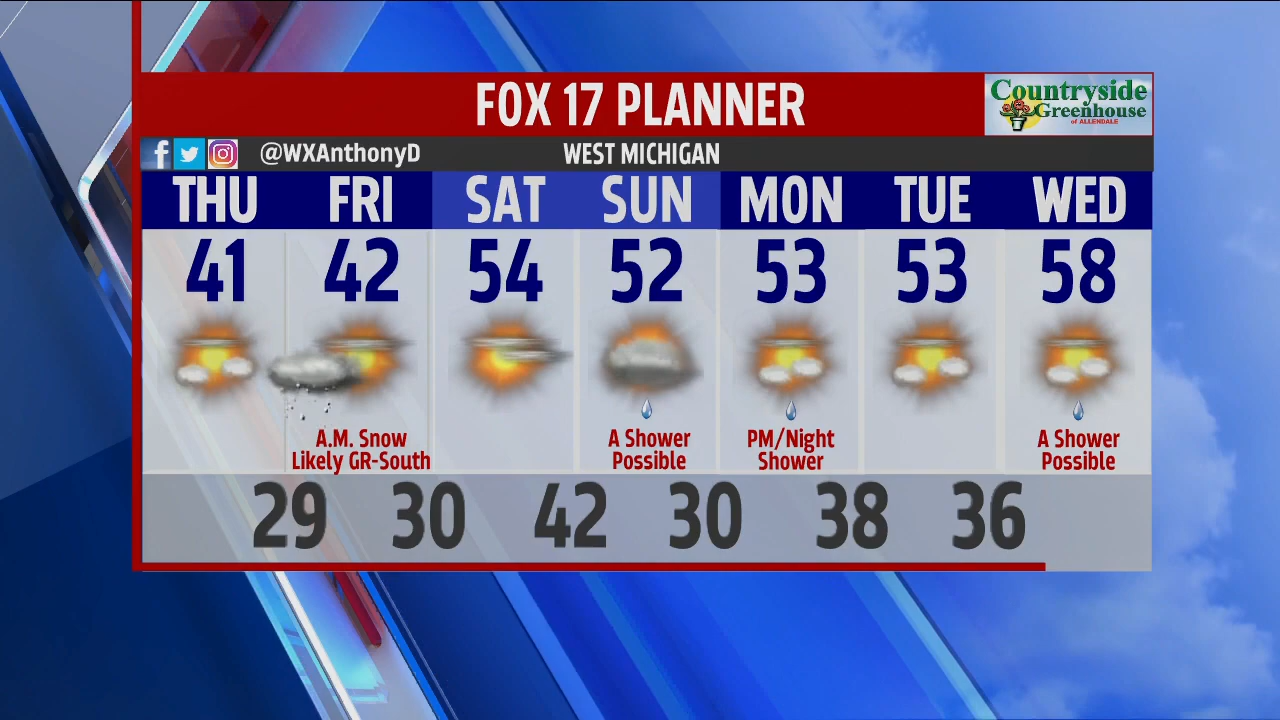 FOX 17 PLANNER
Countryside
Greenhouse
of ALLENDALE
f @WXAnthonyD WEST MICHIGAN
THU FRI SAT SUN MON TUE WED
41 42 54 52 53 53 58
A.M. Snow
Likely GR-South
A Shower
Possible
PM/Night
Shower
A Shower
Possible
29 30 42 30 38 36